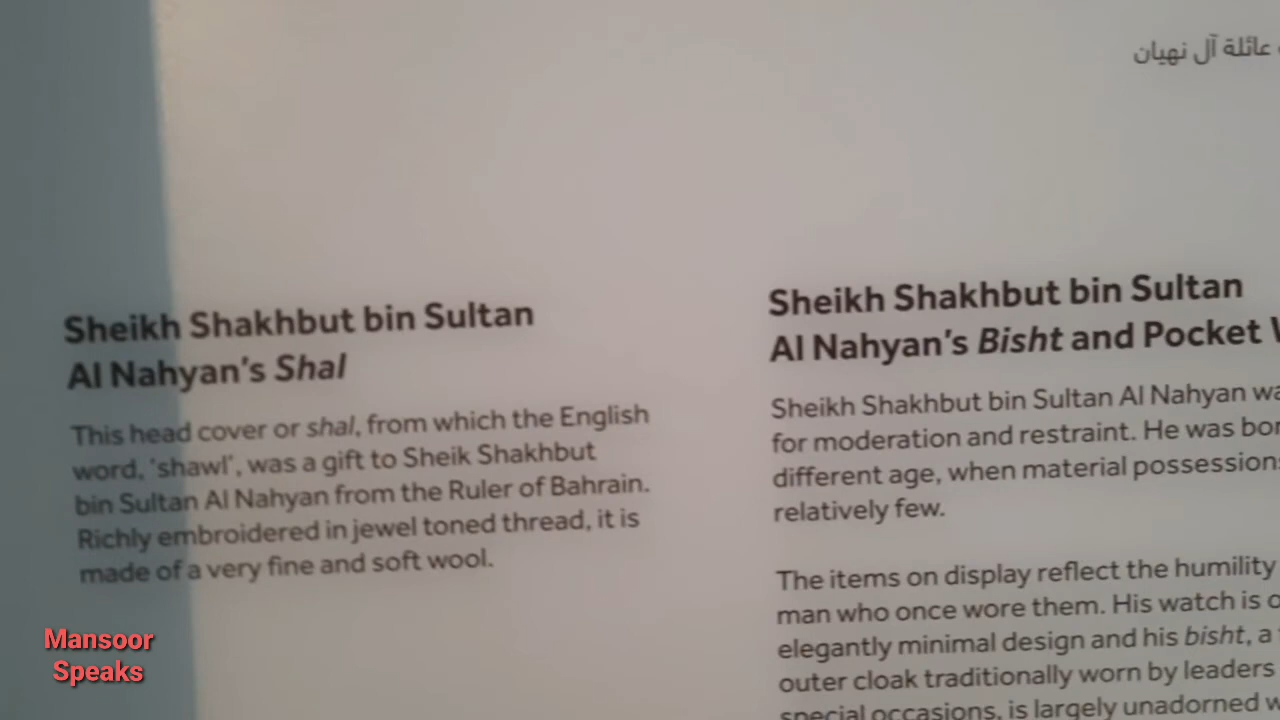 عائلة آل نهيان
Sheikh Shakhbut bin Sultan
Al Nahyan's Shal
This head cover or shal, from which the English
word, 'shawl', was a gift to Sheik Shakhbut
bin Sultan Al Nahyan from the Ruler of Bahrain.
Richly embroidered in jewel toned thread, it is
made of a very fine and soft wool.
Sheikh Shakhbut bin Sultan
Al Nahyan's Bisht and Pocket
Sheikh Shakhbut bin Sultan Al Nahyan
for moderation and restraint. He was
different age, when material
relatively few.
The items on display reflect the humility
man who once wore them. His watch is
elegantly minimal design and his bisht, a
outer cloak traditionally worn by leaders
special occasions, is largely unadorned
Mansoor
Speaks